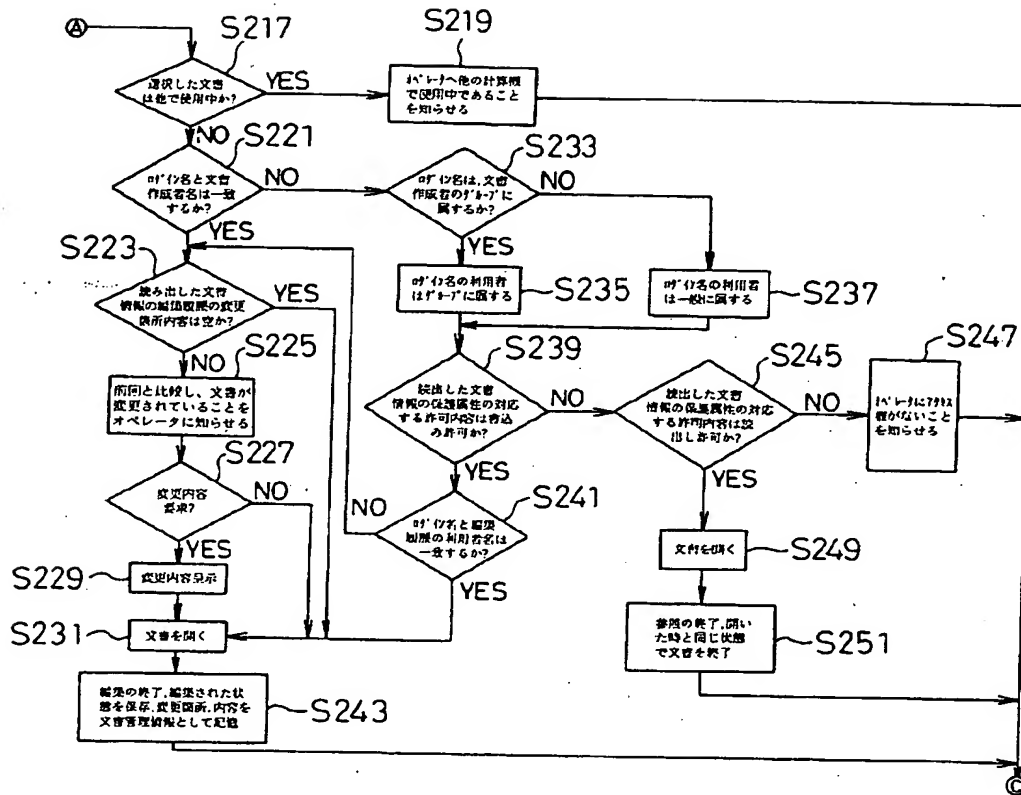 Ⓐ
S217
選択した文書
は他で使用中か?
YES
NO
S219
オペレータへ他の計算機
で使用中であること
を知らせる
S221
ログイン名と文書
作成者名は一致
するか?
NO
YES
S233
ログイン名は、文書
作成者のグループに
属するか?
NO
YES
S223
読み出した文書
情報の編集履歴の変更
箇所内容は空か?
YES
NO
ログイン名の利用者
はグループに属する
S235
ログイン名の利用者
は一般に属する
S237
S225
前回と比較し、文書が
変更されていることを
オペレータに知らせる
S239
読出した文書
情報の保護属性の対応
する許可内容は書込
み許可か?
NO
YES
S245
読出した文書
情報の保護属性の対応
する許可内容は読
出し許可か?
NO
YES
S247
オペレータにアクセス
権がないこと
を知らせる
S227
変更内容
要求?
NO
YES
S241
ログイン名と編集
履歴の利用者名は
一致するか?
NO
YES
S229
変更内容表示
文書を開く
S249
S231
文書を開く
参照の終了、開い
た時と同じ状態
で文書を終了
S251
編集の終了、編集された状
態を保存、変更箇所、内容を
文書管理情報として記憶
S243
Ⓒ